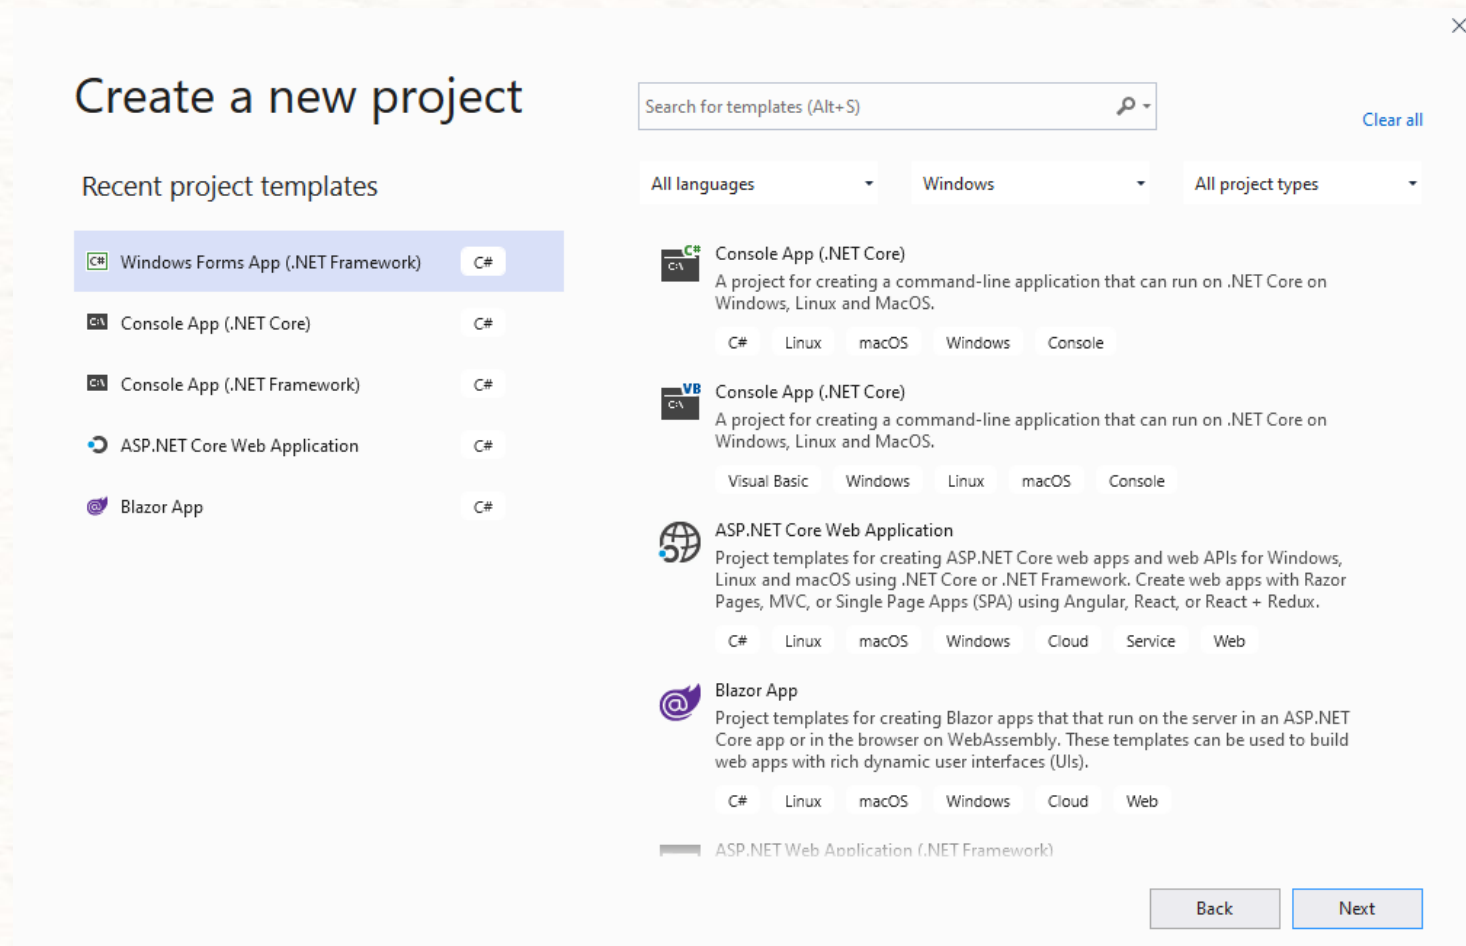 Create a new project
Search for templates (Alt+S)
Clear all
Recent project templates
All languages
Windows
All project types
C# Windows Forms App (.NET Framework) C#
C:\ Console App (.NET Core) C#
C:\ Console App (.NET Framework) C#
ASP.NET Core Web Application C#
@ Blazor App C#
C# C:\ Console App (.NET Core)
A project for creating a command-line application that can run on .NET Core on
Windows, Linux and MacOS.
C# Linux macOS Windows Console
VB C:\ Console App (.NET Core)
A project for creating a command-line application that can run on .NET Core on
Windows, Linux and MacOS.
Visual Basic Windows Linux macOS Console
ASP.NET Core Web Application
Project templates for creating ASP.NET Core web apps and web APIs for Windows,
Linux and macOS using .NET Core or .NET Framework. Create web apps with Razor
Pages, MVC, or Single Page Apps (SPA) using Angular, React, or React + Redux.
C# Linux macOS Windows Cloud Service Web
@ Blazor App
Project templates for creating Blazor apps that that run on the server in an ASP.NET
Core app or in the browser on WebAssembly. These templates can be used to build
web apps with rich dynamic user interfaces (UIs).
C# Linux macOS Windows Cloud Web
ASP.NET Web Application (.NET Framework)
Back
Next